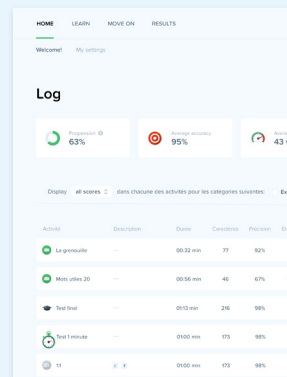 HOME LEARN MOVE ON RESULTS
Welcome! My settings
Log
Progression
63%
Average accuracy
95%
Avera
43
Display all scores dans chacune des activités pour les categories suivantes: Ex
Activité Description Durée Caractères Précision
La grenouille --- 00:32 min 77 92%
Mots utiles 20 --- 00:56 min 46 67%
Test final --- 01:13 min 216 98%
Test 1 minute --- 01:00 min 173 98%
1.1 01:00 min 173 98%